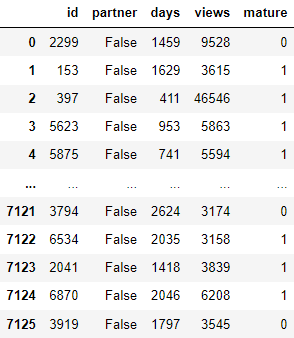 id partner days views mature
0 2299 False 1459 9528 0
1 153 False 1629 3615 1
2 397 False 411 46546 1
3 5623 False 953 5863 1
4 5875 False 741 5594 1
... ... ... ... ... ...
7121 3794 False 2624 3174 0
7122 6534 False 2035 3158 1
7123 2041 False 1418 3839 1
7124 6870 False 2046 6208 1
7125 3919 False 1797 3545 0